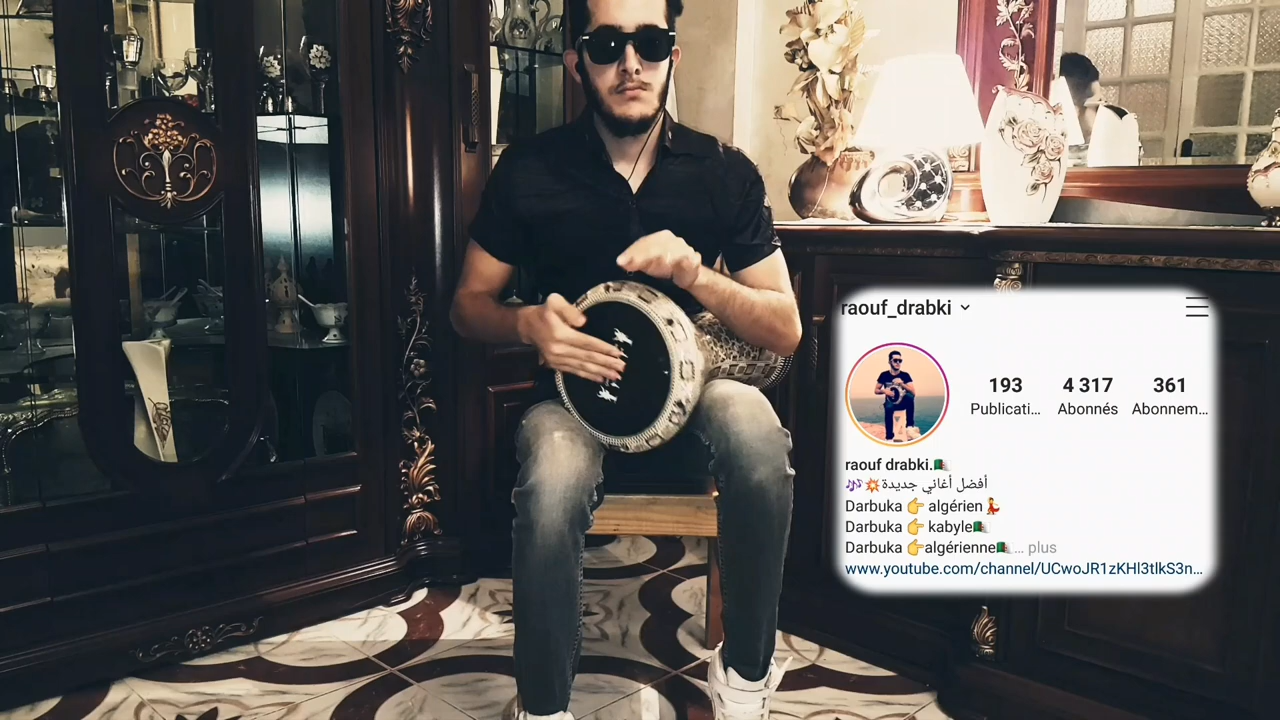 raouf_drabki
193 4 317 361
Publicati... Abonnés Abonnem...
raouf drabki.🇩🇿
أفضل أغاني جديدة💥🎶
Darbuka 👉 algérien💃
Darbuka 👉 kabyle🇩🇿
Darbuka 👉algérienne🇩🇿... plus
www.youtube.com/channel/UCwoJR1zKHl3tlkS3n...